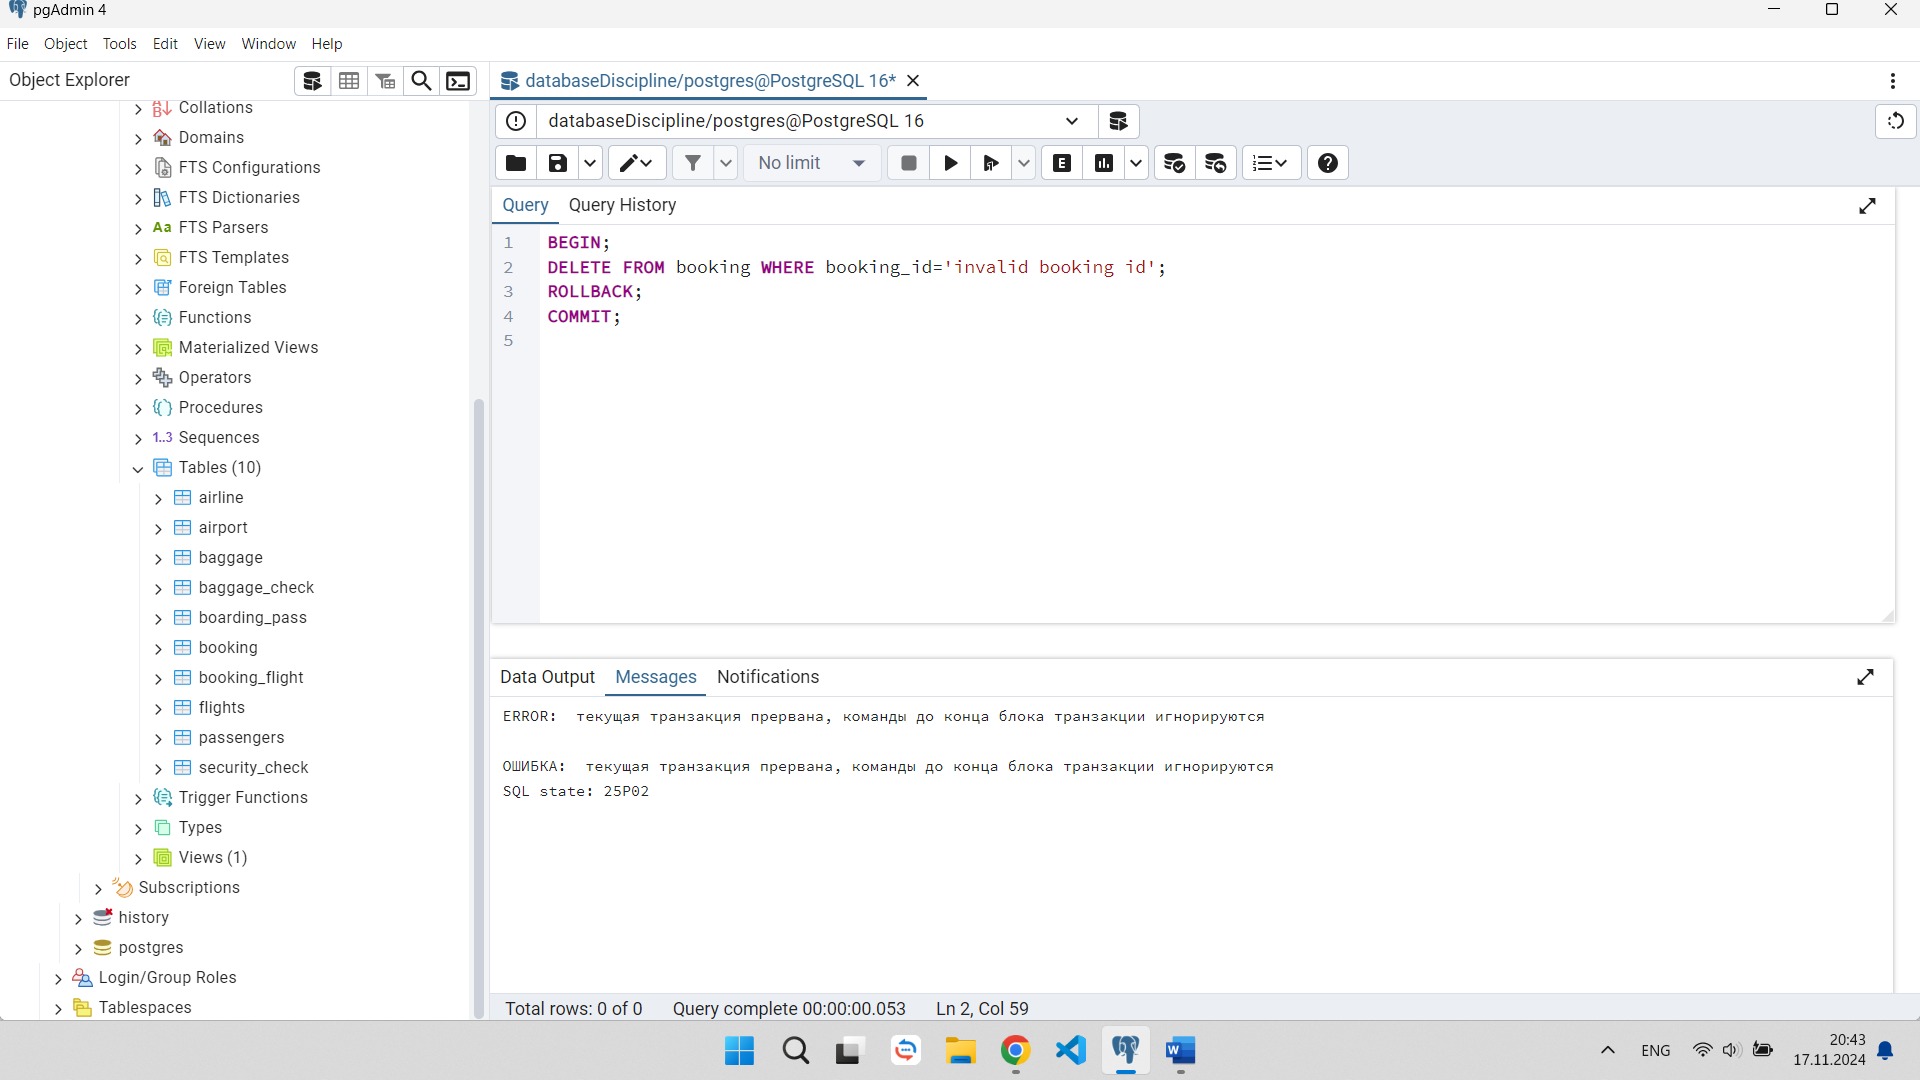 pgAdmin 4
File Object Tools Edit View Window Help
Object Explorer
databaseDiscipline/postgres@PostgreSQL 16*
databaseDiscipline/postgres@PostgreSQL 16
No limit
E
Query Query History
1 BEGIN;
2 DELETE FROM booking WHERE booking_id='invalid booking id';
3 ROLLBACK;
4 COMMIT;
5
Collations
Domains
FTS Configurations
FTS Dictionaries
Aa FTS Parsers
FTS Templates
Foreign Tables
Functions
Materialized Views
Operators
Procedures
1..3 Sequences
Tables (10)
airline
airport
baggage
baggage_check
boarding_pass
booking
booking_flight
flights
passengers
security_check
Trigger Functions
Types
Views (1)
Subscriptions
history
postgres
Login/Group Roles
Tablespaces
Data Output Messages Notifications
ERROR:  текущая транзакция прервана, команды до конца блока транзакции игнорируются
ОШИБКА:  текущая транзакция прервана, команды до конца блока транзакции игнорируются
SQL state: 25P02
Total rows: 0 of 0 Query complete 00:00:00.053 Ln 2, Col 59
ENG
20:43
17.11.2024